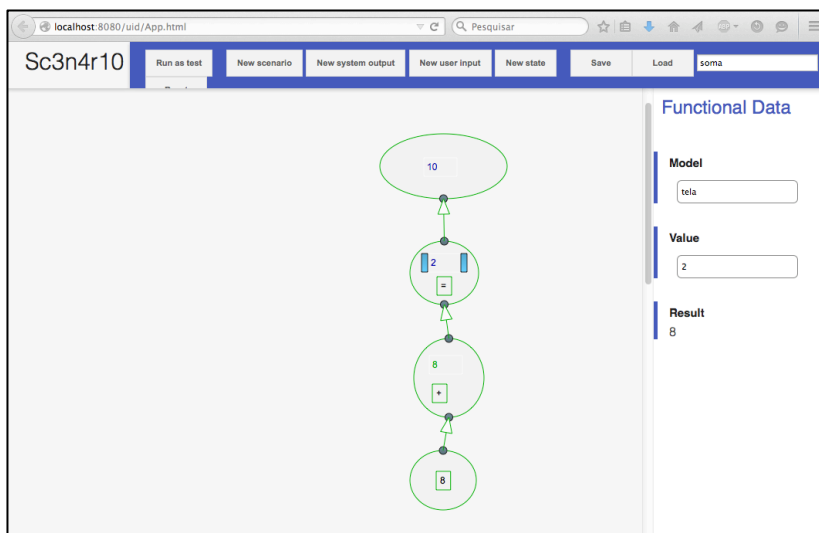 localhost:8080/uid/App.html
Pesquisar
Sc3n4r10
Run as test
New scenario
New system output
New user input
New state
Save
Load
soma
Functional Data
Model
tela
Value
2
Result
8
10
2
=
8
+
8